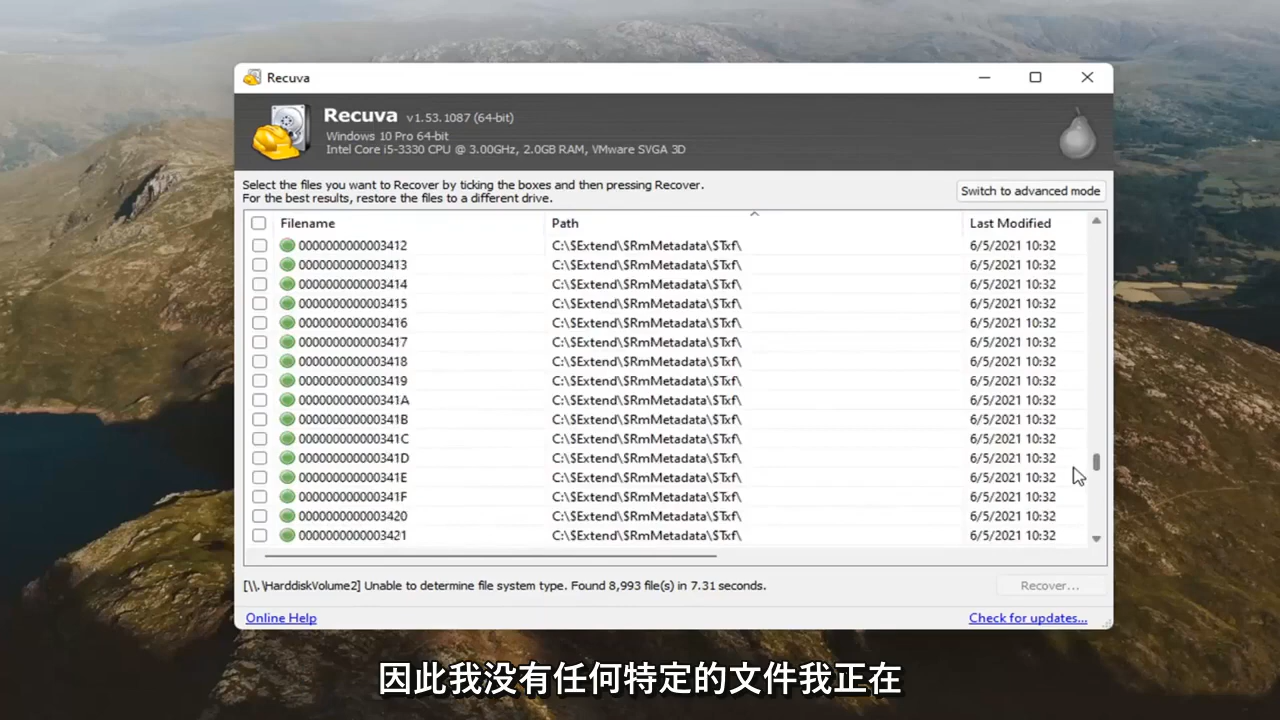 Recuva
Recuva v1.53.1087 (64-bit)
Windows 10 Pro 64-bit
Intel Core i5-3330 CPU @ 3.00GHz, 2.0GB RAM, VMware SVGA 3D
Select the files you want to Recover by ticking the boxes and then pressing Recover.
For the best results, restore the files to a different drive.
Switch to advanced mode
Filename Path Last Modified
0000000000003412 C:\$Extend\$RmMetadata\$Txf\ 6/5/2021 10:32
0000000000003413 C:\$Extend\$RmMetadata\$Txf\ 6/5/2021 10:32
0000000000003414 C:\$Extend\$RmMetadata\$Txf\ 6/5/2021 10:32
0000000000003415 C:\$Extend\$RmMetadata\$Txf\ 6/5/2021 10:32
0000000000003416 C:\$Extend\$RmMetadata\$Txf\ 6/5/2021 10:32
0000000000003417 C:\$Extend\$RmMetadata\$Txf\ 6/5/2021 10:32
0000000000003418 C:\$Extend\$RmMetadata\$Txf\ 6/5/2021 10:32
0000000000003419 C:\$Extend\$RmMetadata\$Txf\ 6/5/2021 10:32
000000000000341A C:\$Extend\$RmMetadata\$Txf\ 6/5/2021 10:32
000000000000341B C:\$Extend\$RmMetadata\$Txf\ 6/5/2021 10:32
000000000000341C C:\$Extend\$RmMetadata\$Txf\ 6/5/2021 10:32
000000000000341D C:\$Extend\$RmMetadata\$Txf\ 6/5/2021 10:32
000000000000341E C:\$Extend\$RmMetadata\$Txf\ 6/5/2021 10:32
000000000000341F C:\$Extend\$RmMetadata\$Txf\ 6/5/2021 10:32
0000000000003420 C:\$Extend\$RmMetadata\$Txf\ 6/5/2021 10:32
0000000000003421 C:\$Extend\$RmMetadata\$Txf\ 6/5/2021 10:32
[\\.\HarddiskVolume2] Unable to determine file system type. Found 8,993 file(s) in 7.31 seconds.
Recover...
Online Help
Check for updates...
因此我没有任何特定的文件我正在